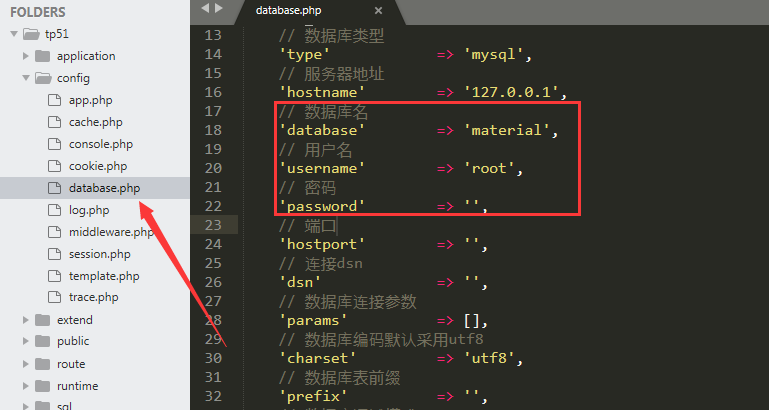 FOLDERS
tp51
application
config
app.php
cache.php
console.php
cookie.php
database.php
log.php
middleware.php
session.php
template.php
trace.php
extend
public
route
runtime
sql
database.php ×
13 // 数据库类型
14 'type' => 'mysql',
15 // 服务器地址
16 'hostname' => '127.0.0.1',
17 // 数据库名
18 'database' => 'material',
19 // 用户名
20 'username' => 'root',
21 // 密码
22 'password' => '',
23 // 端口
24 'hostport' => '',
25 // 连接dsn
26 'dsn' => '',
27 // 数据库连接参数
28 'params' => [],
29 // 数据库编码默认采用utf8
30 'charset' => 'utf8',
31 // 数据库表前缀
32 'prefix' => '',